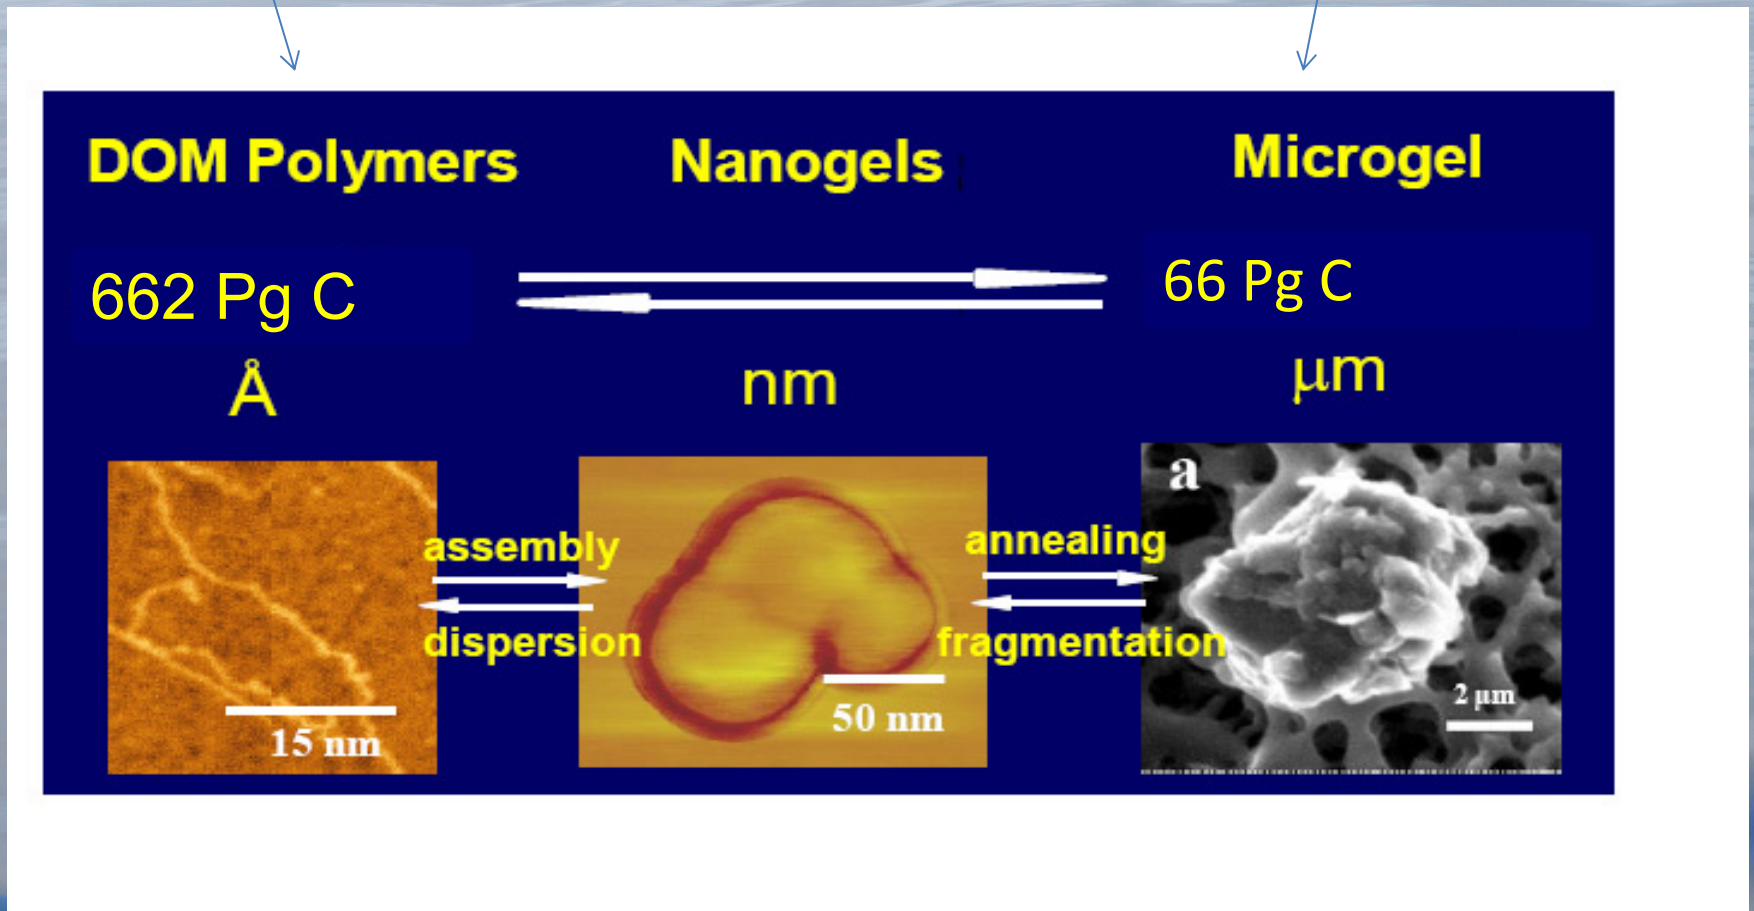 DOM Polymers
Nanogels
Microgel
662 Pg C
66 Pg C
Å
nm
μm
a
assembly
dispersion
annealing
fragmentation
15 nm
50 nm
2 μm